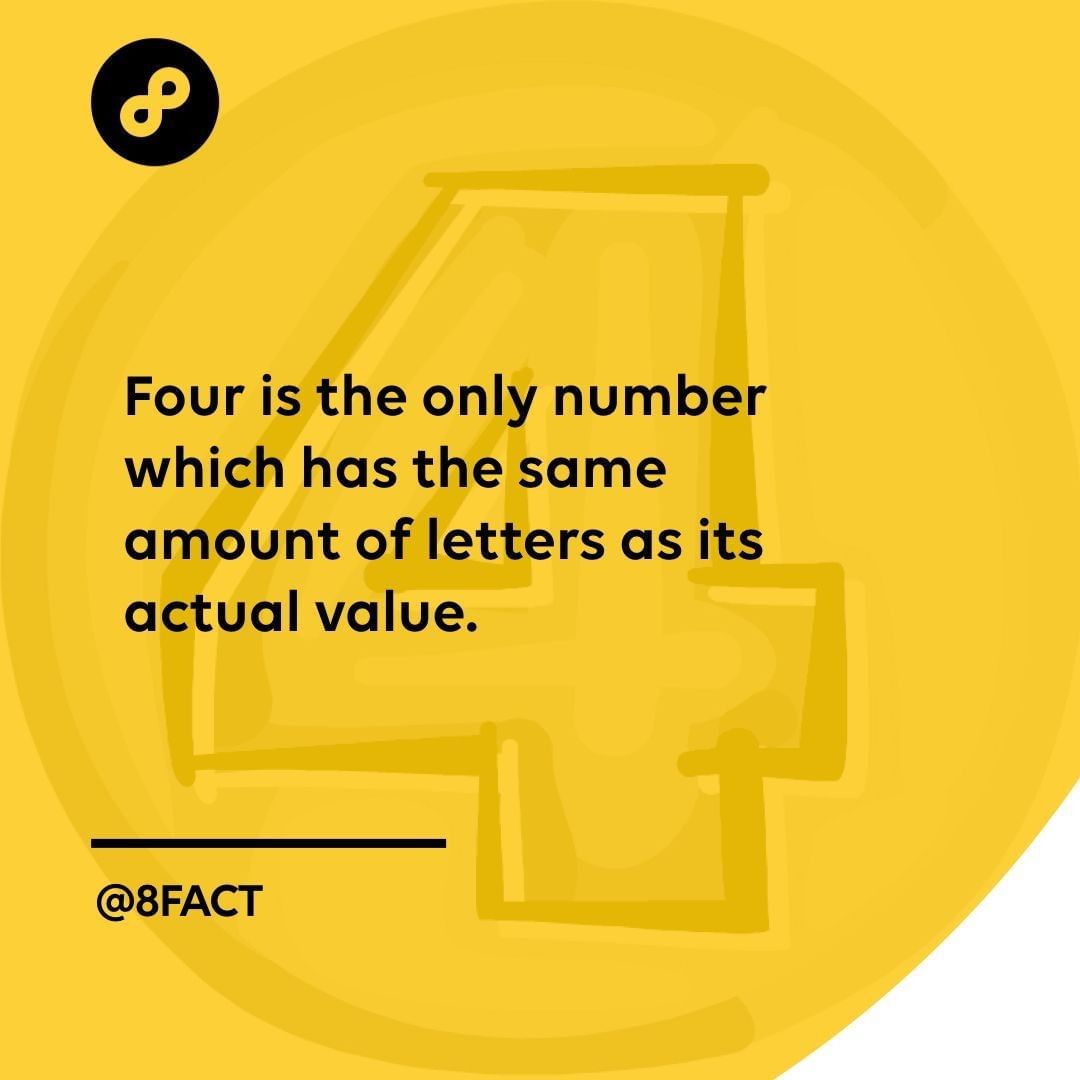 Four is the only number
which has the same
amount of letters as its
actual value.
@8FACT